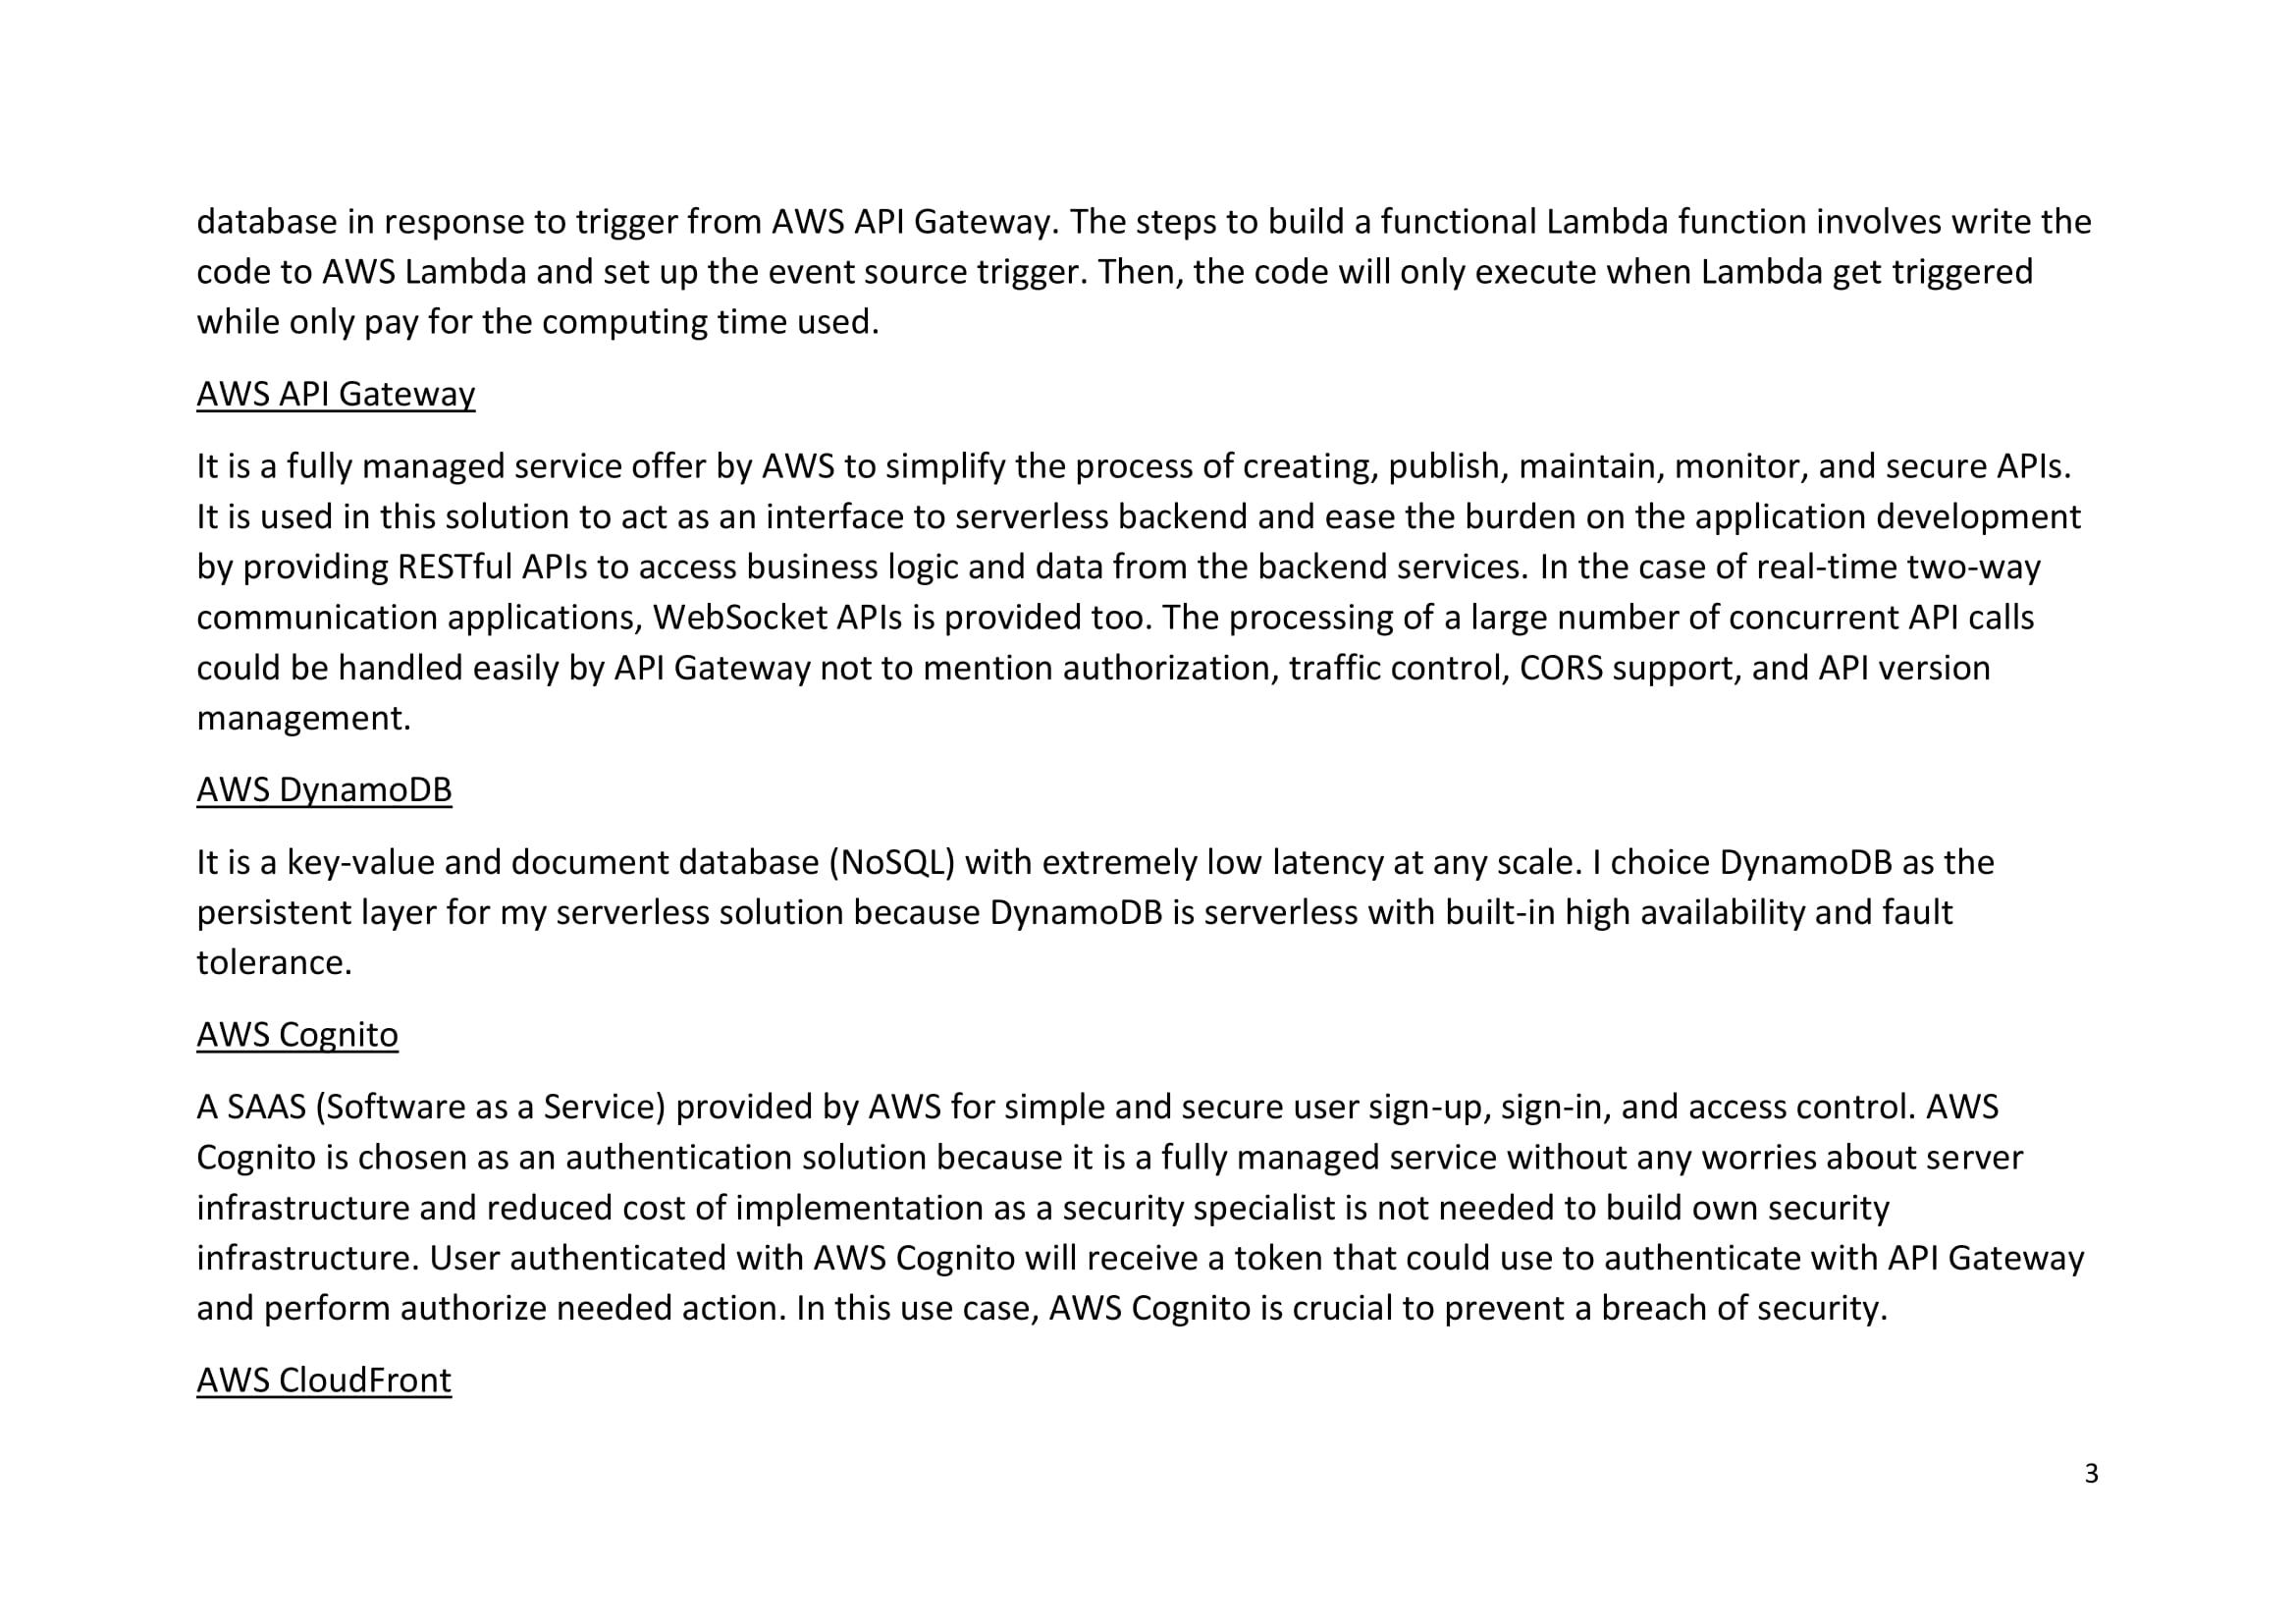 database in response to trigger from AWS API Gateway. The steps to build a functional Lambda function involves write the
code to AWS Lambda and set up the event source trigger. Then, the code will only execute when Lambda get triggered
while only pay for the computing time used.
AWS API Gateway
It is a fully managed service offer by AWS to simplify the process of creating, publish, maintain, monitor, and secure APIs.
It is used in this solution to act as an interface to serverless backend and ease the burden on the application development
by providing RESTful APIs to access business logic and data from the backend services. In the case of real-time two-way
communication applications, WebSocket APIs is provided too. The processing of a large number of concurrent API calls
could be handled easily by API Gateway not to mention authorization, traffic control, CORS support, and API version
management.
AWS DynamoDB
It is a key-value and document database (NoSQL) with extremely low latency at any scale. I choice DynamoDB as the
persistent layer for my serverless solution because DynamoDB is serverless with built-in high availability and fault
tolerance.
AWS Cognito
A SAAS (Software as a Service) provided by AWS for simple and secure user sign-up, sign-in, and access control. AWS
Cognito is chosen as an authentication solution because it is a fully managed service without any worries about server
infrastructure and reduced cost of implementation as a security specialist is not needed to build own security
infrastructure. User authenticated with AWS Cognito will receive a token that could use to authenticate with API Gateway
and perform authorize needed action. In this use case, AWS Cognito is crucial to prevent a breach of security.
AWS CloudFront
3